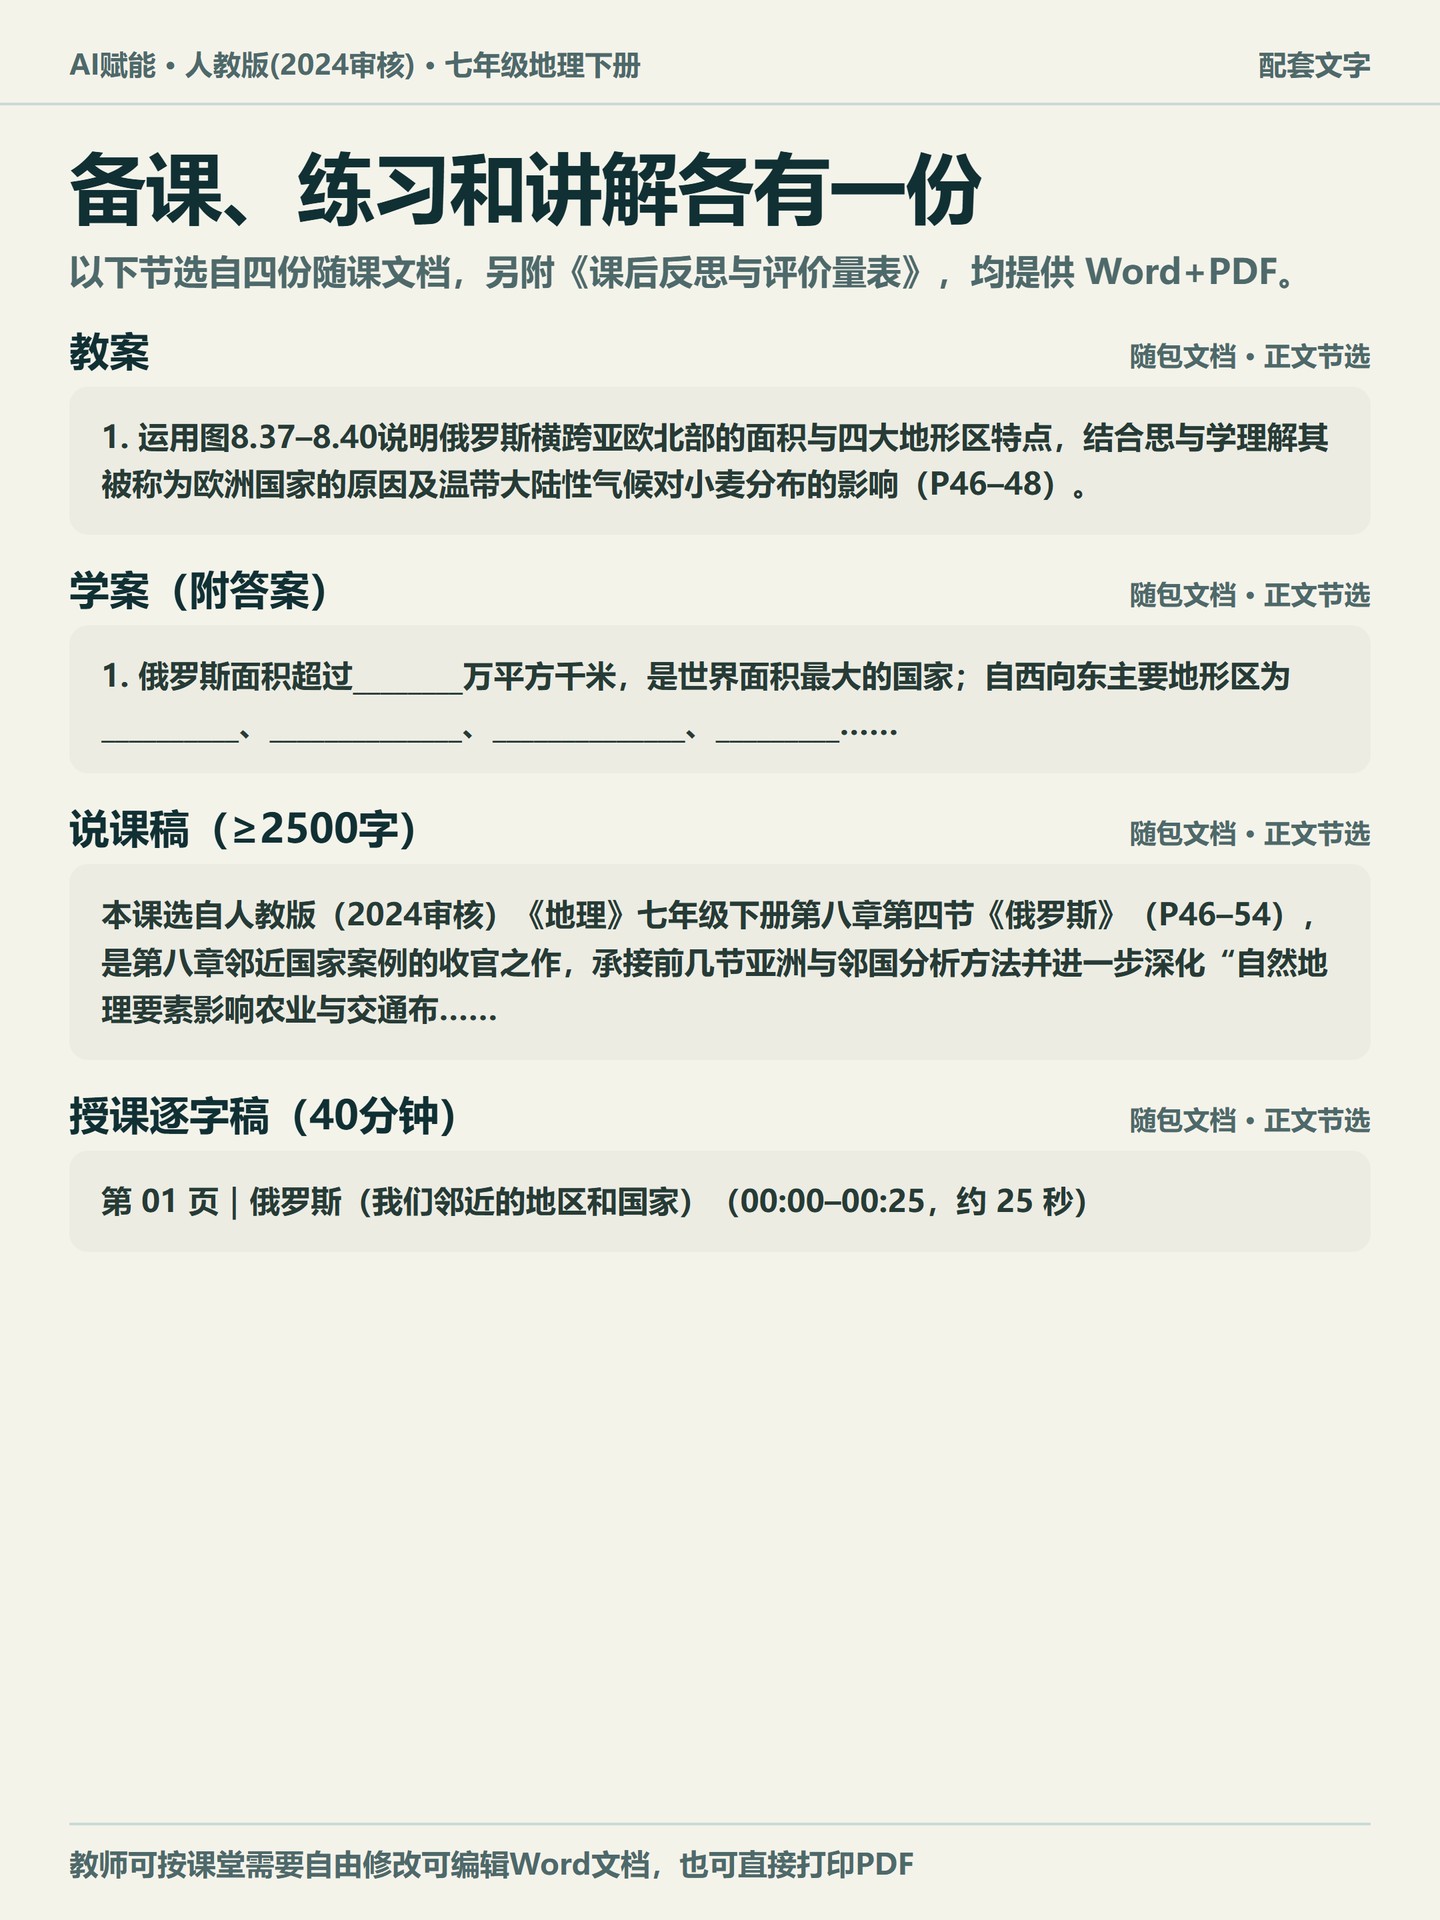 AI赋能 • 人教版(2024审核) • 七年级地理下册
配套文字
备课、练习和讲解各有一份
以下节选自四份随课文档，另附《课后反思与评价量表》，均提供 Word+PDF。
教案
随包文档 • 正文节选
1. 运用图8.37–8.40说明俄罗斯横跨亚欧北部的面积与四大地形区特点，结合思与学理解其
被称为欧洲国家的原因及温带大陆性气候对小麦分布的影响（P46–48）。
学案（附答案）
随包文档 • 正文节选
1. 俄罗斯面积超过________万平方千米，是世界面积最大的国家；自西向东主要地形区为
__________、______________、______________、_________……
说课稿（≥2500字）
随包文档 • 正文节选
本课选自人教版（2024审核）《地理》七年级下册第八章第四节《俄罗斯》（P46–54），
是第八章邻近国家案例的收官之作，承接前几节亚洲与邻国分析方法并进一步深化“自然地
理要素影响农业与交通布……
授课逐字稿（40分钟）
随包文档 • 正文节选
第 01 页｜俄罗斯（我们邻近的地区和国家）（00:00–00:25，约 25 秒）
教师可按课堂需要自由修改可编辑Word文档，也可直接打印PDF